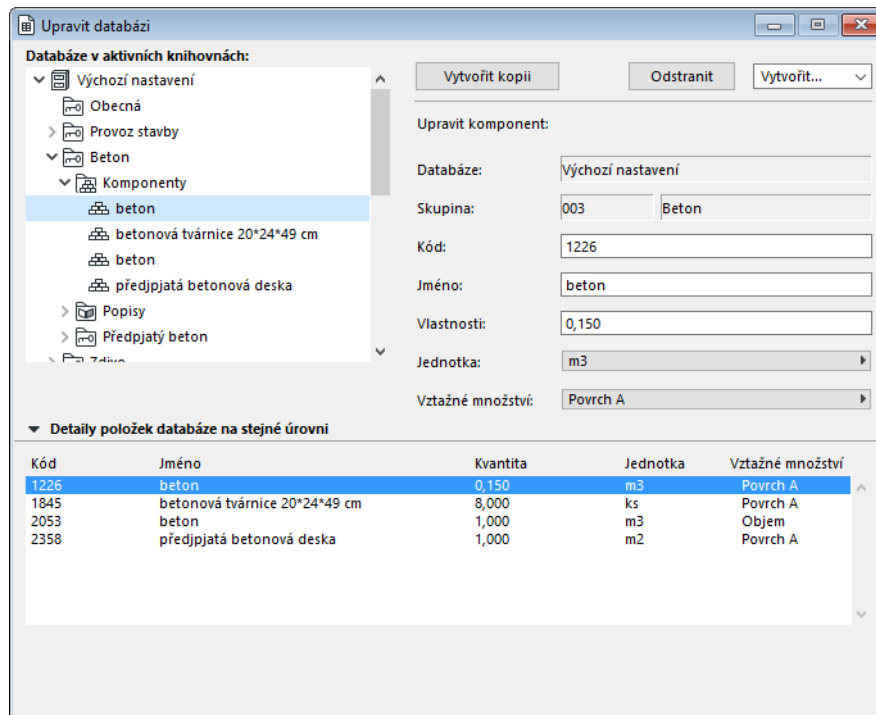 Upravit databázi
Databáze v aktivních knihovnách:
Výchozí nastavení
Obecná
Provoz stavby
Beton
Komponenty
beton
betonová tvárnice 20*24*49 cm
beton
předjpjatá betonová deska
Popisy
Předpjatý beton
Zdivo
Vytvořit kopii
Odstranit
Vytvořit...
Upravit komponent:
Databáze: Výchozí nastavení
Skupina: 003 Beton
Kód: 1226
Jméno: beton
Vlastnosti: 0,150
Jednotka: m3
Vztažné množství: Povrch A
Detaily položek databáze na stejné úrovni
Kód Jméno Kvantita Jednotka Vztažné množství
1226 beton 0,150 m3 Povrch A
1845 betonová tvárnice 20*24*49 cm 8,000 ks Povrch A
2053 beton 1,000 m3 Objem
2358 předjpjatá betonová deska 1,000 m2 Povrch A